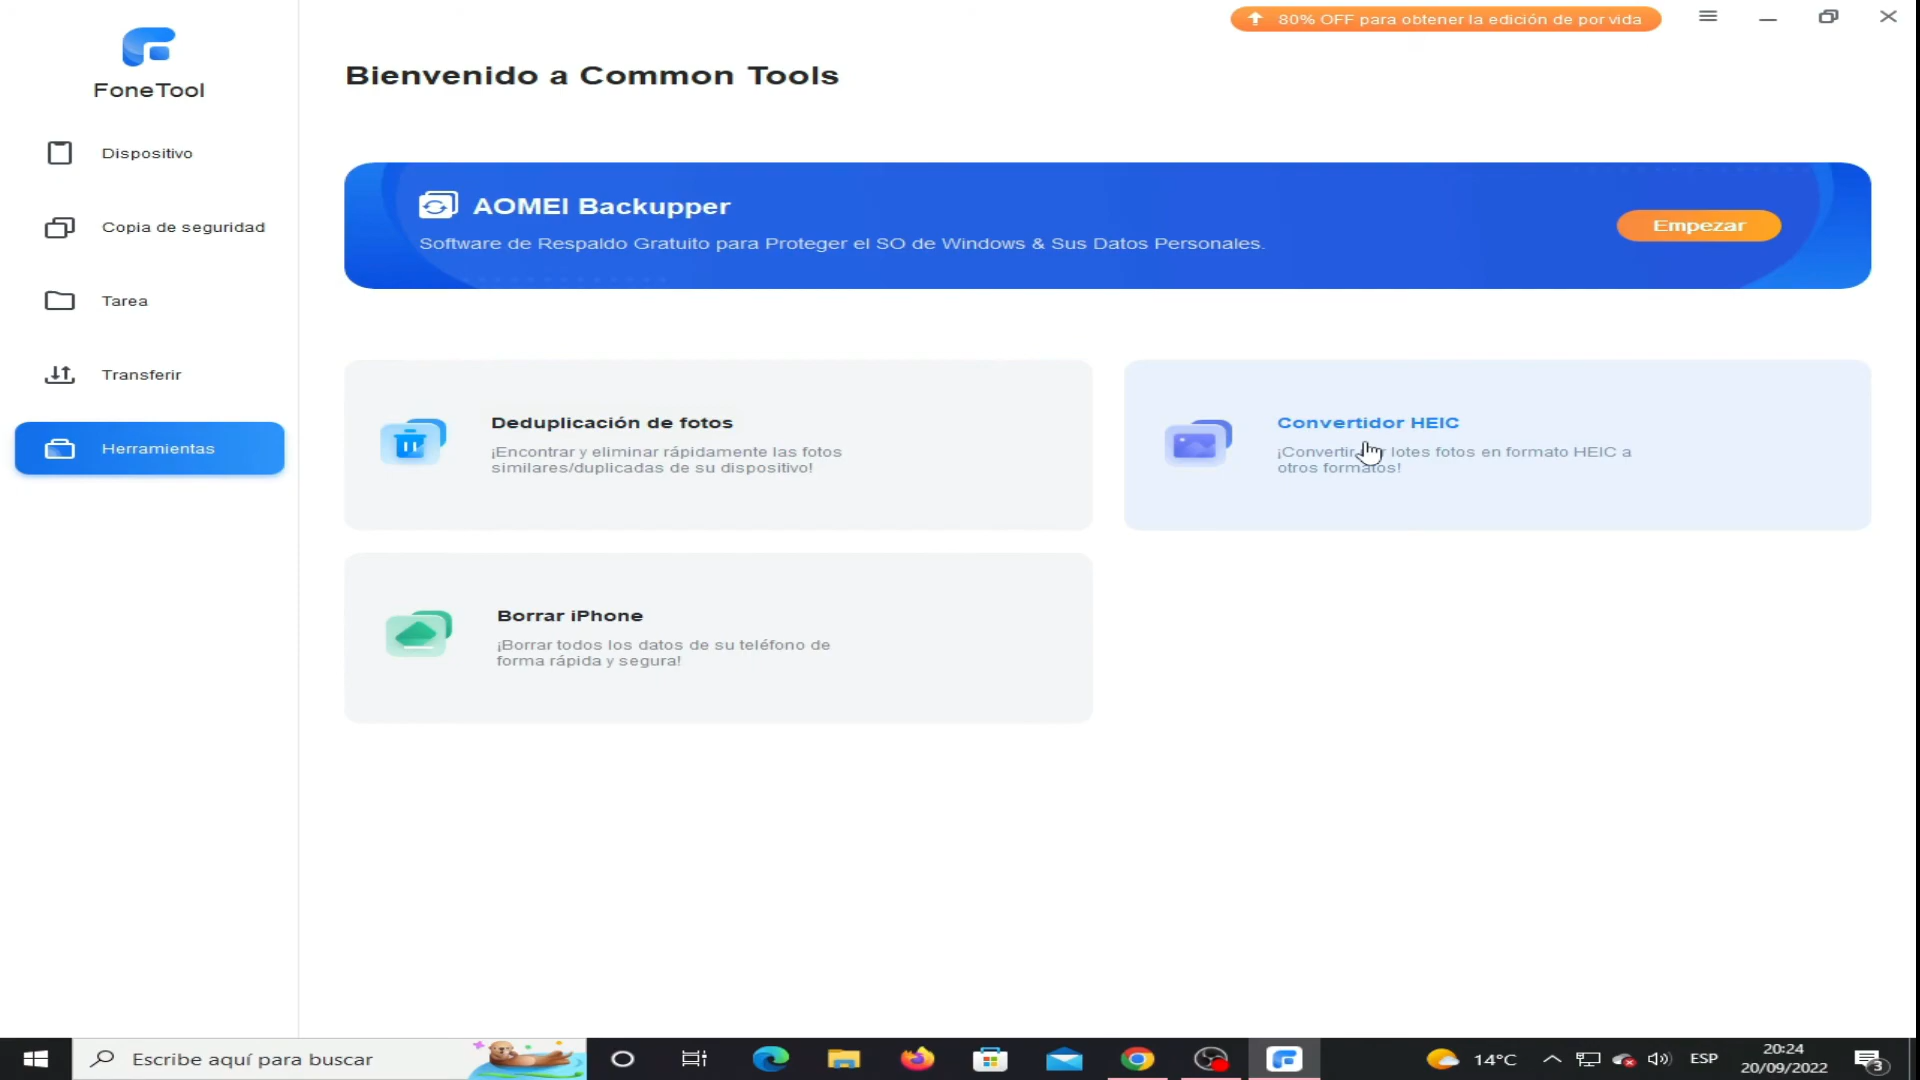 80% OFF para obtener la edición de por vida
FoneTool
Bienvenido a Common Tools
Dispositivo
Copia de seguridad
Tarea
Transferir
Herramientas
AOMEI Backupper
Software de Respaldo Gratuito para Proteger el SO de Windows & Sus Datos Personales.
Empezar
Deduplicación de fotos
¡Encontrar y eliminar rápidamente las fotos
similares/duplicadas de su dispositivo!
Convertidor HEIC
lotes fotos en formato HEIC a
otros formatos!
Borrar iPhone
¡Borrar todos los datos de su teléfono de
forma rápida y segura!
Escribe aquí para buscar
14°C
ESP
20:24
20/09/2022
3